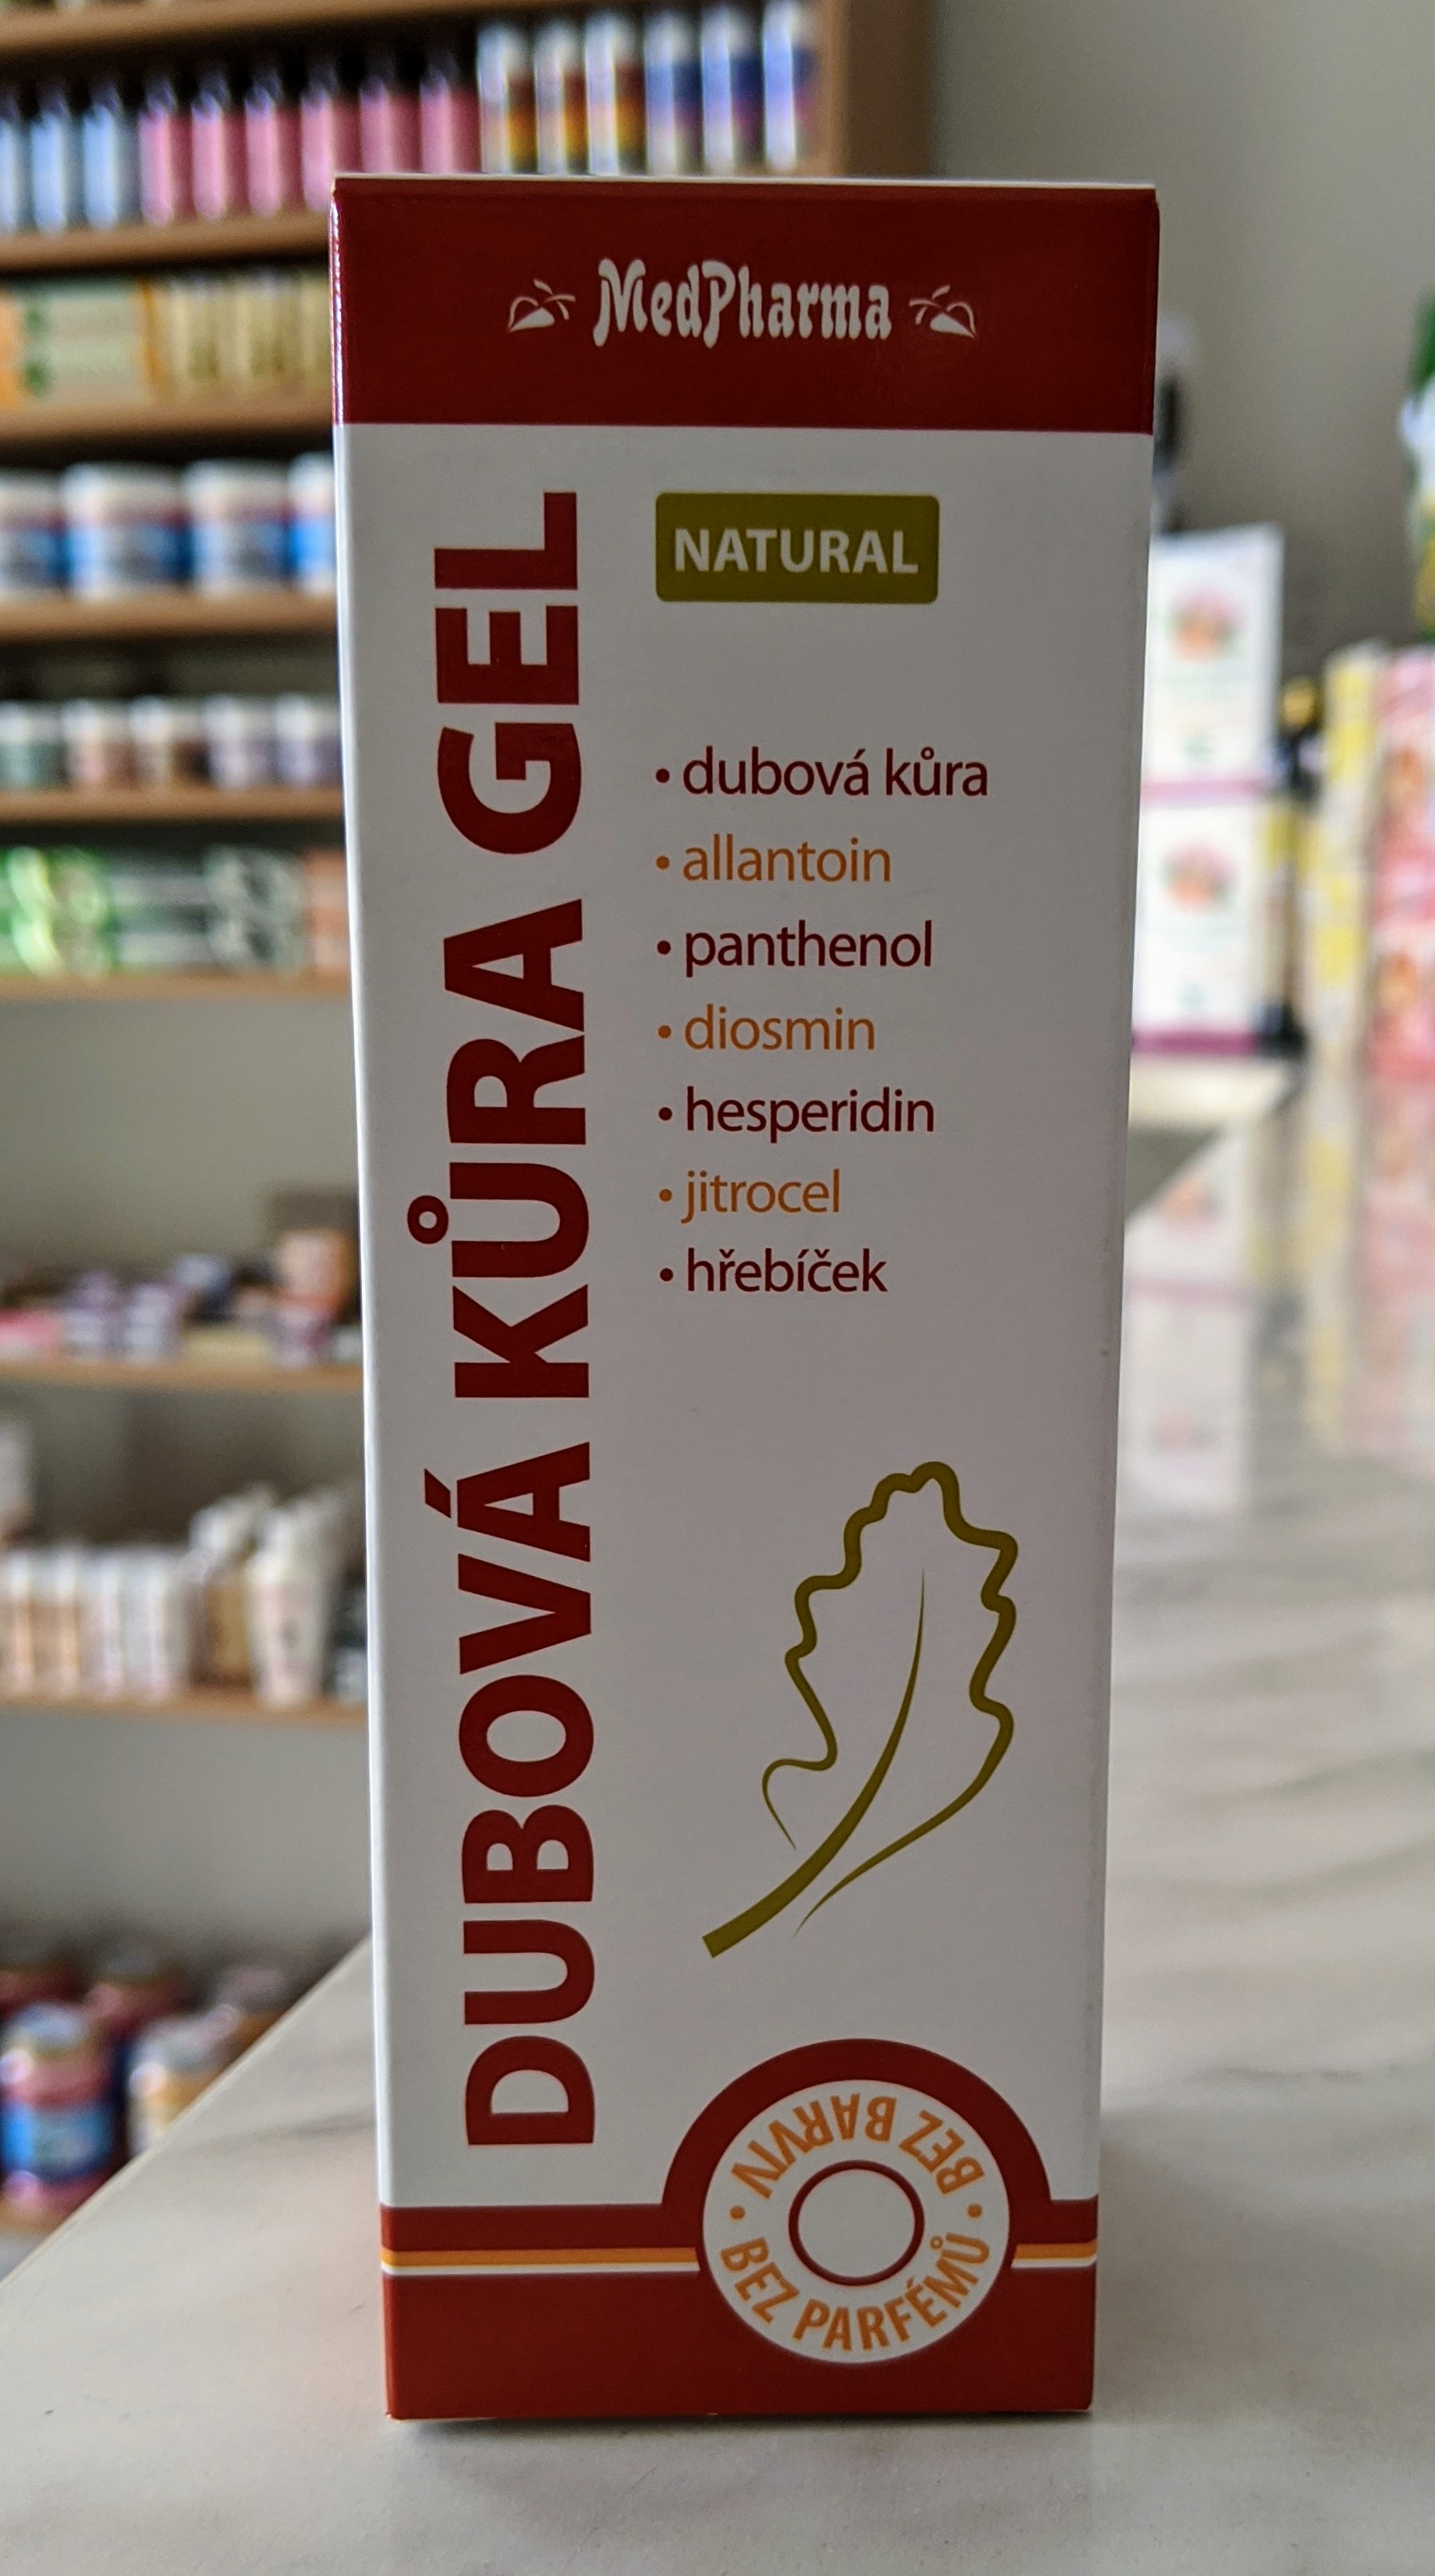 MedPharma
DUBOVÁ KŮRA GEL
NATURAL
• dubová kůra
• allantoin
• panthenol
• diosmin
• hesperidin
• jitrocel
• hřebíček
• BEZ BARVIV
• BEZ PARFÉMŮ